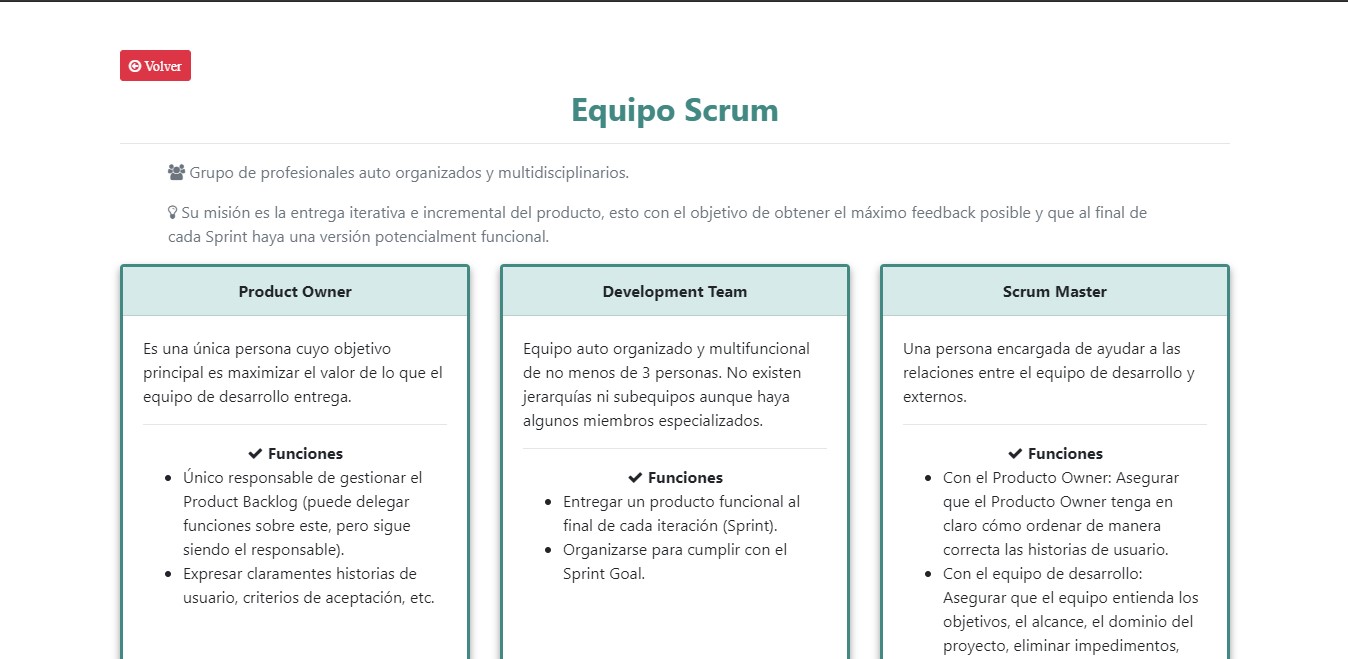 Volver
Equipo Scrum
Grupo de profesionales auto organizados y multidisciplinarios.
Su misión es la entrega iterativa e incremental del producto, esto con el objetivo de obtener el máximo feedback posible y que al final de
cada Sprint haya una versión potencialment funcional.
Product Owner
Es una única persona cuyo objetivo
principal es maximizar el valor de lo que el
equipo de desarrollo entrega.
Funciones
Único responsable de gestionar el
Product Backlog (puede delegar
funciones sobre este, pero sigue
siendo el responsable).
Expresar claramentes historias de
usuario, criterios de aceptación, etc.
Development Team
Equipo auto organizado y multifuncional
de no menos de 3 personas. No existen
jerarquías ni subequipos aunque haya
algunos miembros especializados.
Funciones
Entregar un producto funcional al
final de cada iteración (Sprint).
Organizarse para cumplir con el
Sprint Goal.
Scrum Master
Una persona encargada de ayudar a las
relaciones entre el equipo de desarrollo y
externos.
Funciones
Con el Producto Owner: Asegurar
que el Producto Owner tenga en
claro cómo ordenar de manera
correcta las historias de usuario.
Con el equipo de desarrollo:
Asegurar que el equipo entienda los
objetivos, el alcance, el dominio del
proyecto, eliminar impedimentos,